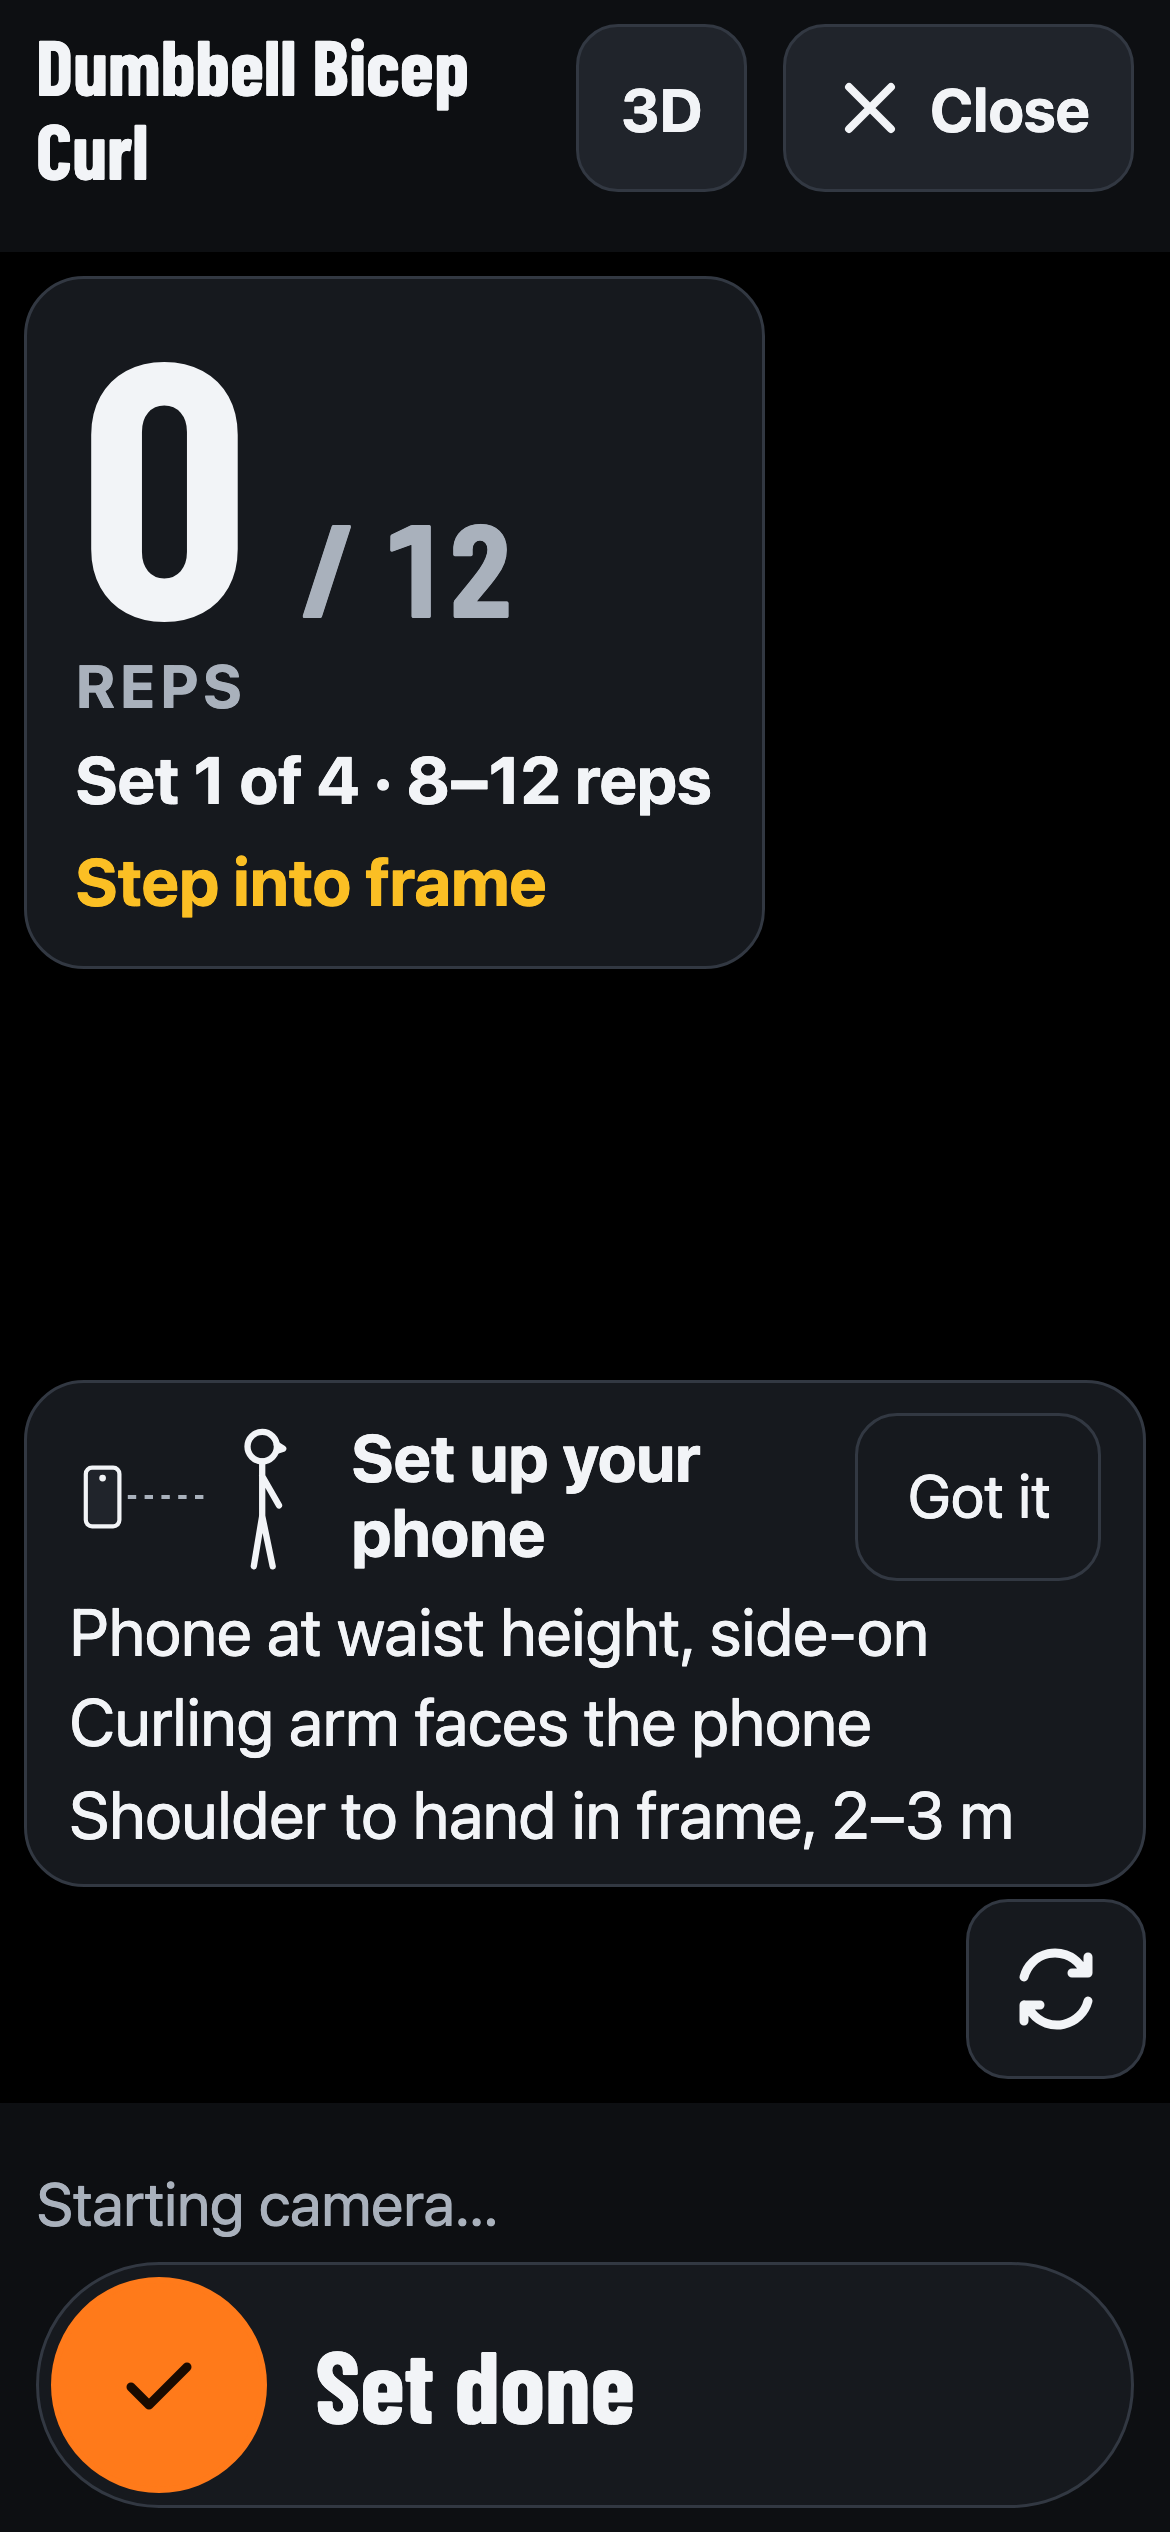 Dumbbell Bicep
Curl
3D
Close
0 / 12
REPS
Set 1 of 4 · 8–12 reps
Step into frame
Set up your
phone
Got it
Phone at waist height, side-on
Curling arm faces the phone
Shoulder to hand in frame, 2–3 m
Starting camera...
Set done